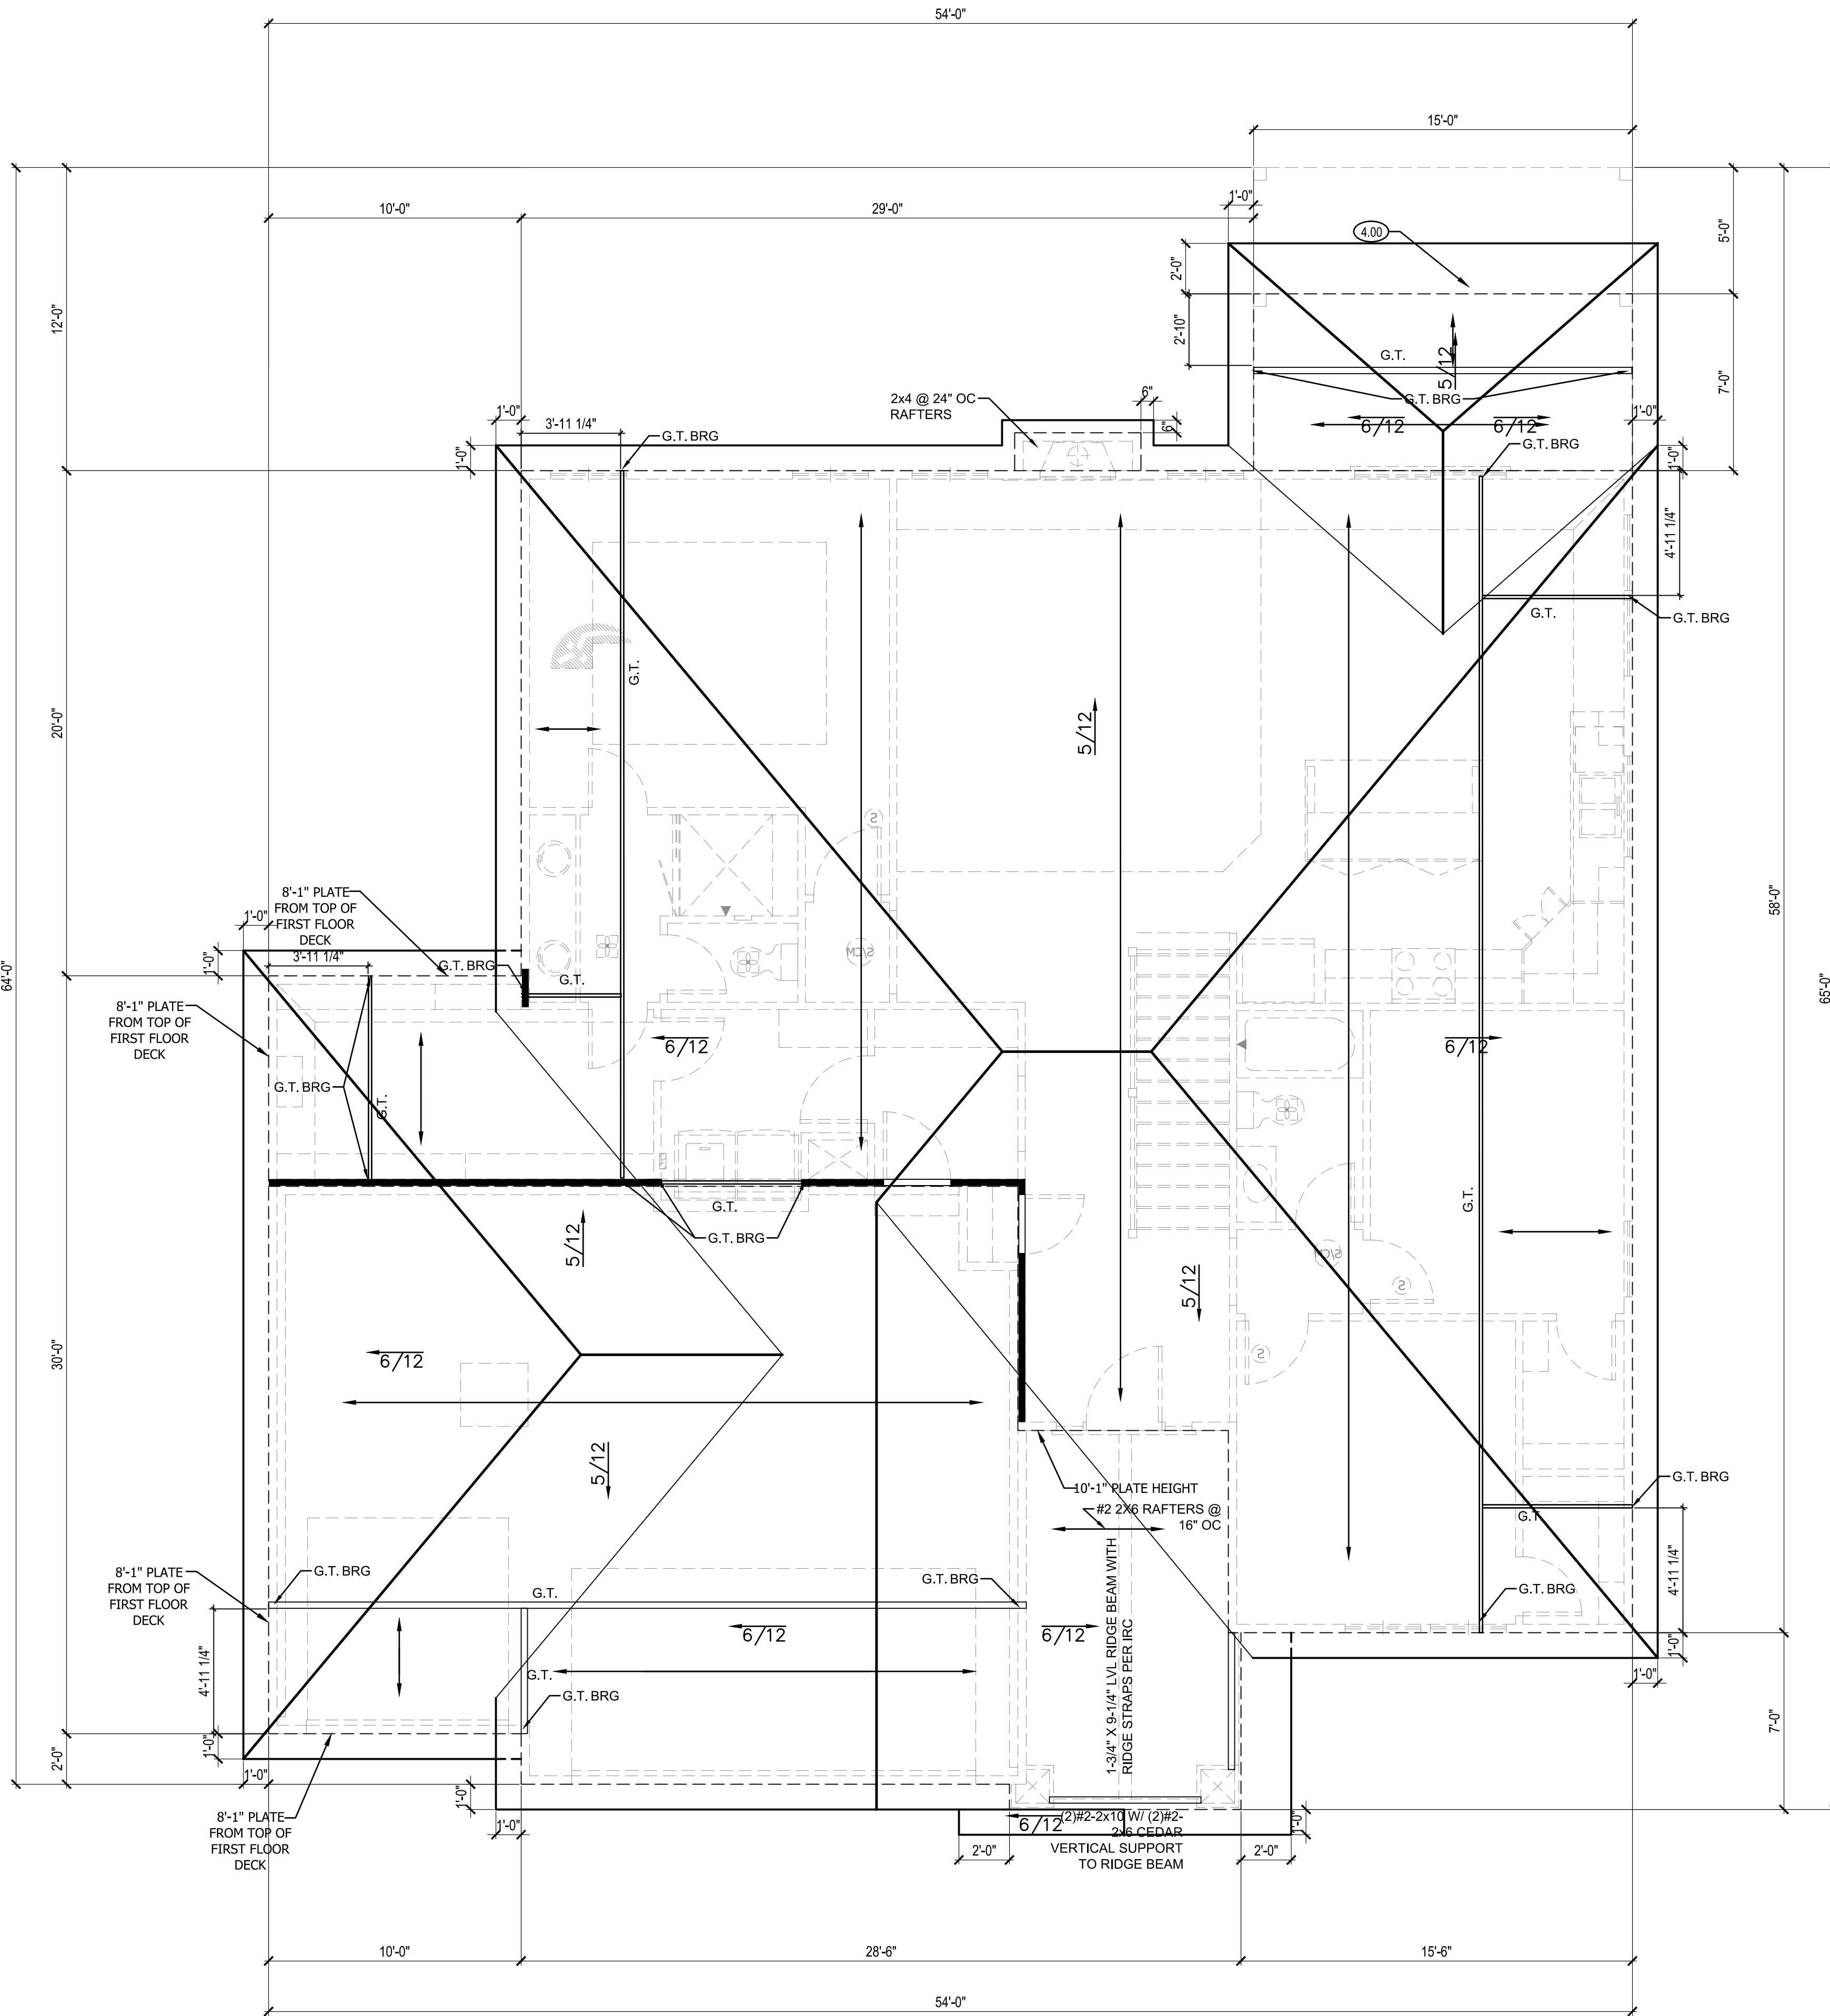 54'-0"
15'-0"
10'-0"
29'-0"
1'-0"
4.00
5'-0"
2'-0"
12'-0"
2'-10"
5/12
G.T.
7'-0"
G.T. BRG
2x4 @ 24" OC
RAFTERS
6"
6"
1'-0"
6/12
6/12
1'-0"
3'-11 1/4"
G.T. BRG
G.T. BRG
1'-0"
1'-0"
4'-11 1/4"
G.T.
G.T. BRG
G.T.
20'-0"
5/12
S
8'-1" PLATE
FROM TOP OF
FIRST FLOOR
DECK
1'-0"
58'-0"
3'-11 1/4"
1'-0"
G.T. BRG
G.T.
S/CM
64'-0"
65'-0"
8'-1" PLATE
FROM TOP OF
FIRST FLOOR
DECK
6/12
6/12
G.T. BRG
G.T.
G.T.
G.T.
G.T. BRG
5/12
5/12
S/CM
S
30'-0"
6/12
S
5/12
10'-1" PLATE HEIGHT
#2 2X6 RAFTERS @
16" OC
G.T. BRG
G.T.
8'-1" PLATE
FROM TOP OF
FIRST FLOOR
DECK
G.T. BRG
G.T.
G.T. BRG
G.T. BRG
4'-11 1/4"
1-3/4" X 9-1/4" LVL RIDGE BEAM WITH
RIDGE STRAPS PER IRC
6/12
6/12
4'-11 1/4"
G.T.
G.T. BRG
1'-0"
1'-0"
7'-0"
2'-0"
1'-0"
1'-0"
1'-0"
1'-0"
8'-1" PLATE
FROM TOP OF
FIRST FLOOR
DECK
6/12
(2)#2-2x10 W/ (2)#2-
2x6 CEDAR
VERTICAL SUPPORT
TO RIDGE BEAM
1'-0"
2'-0"
2'-0"
10'-0"
28'-6"
15'-6"
54'-0"